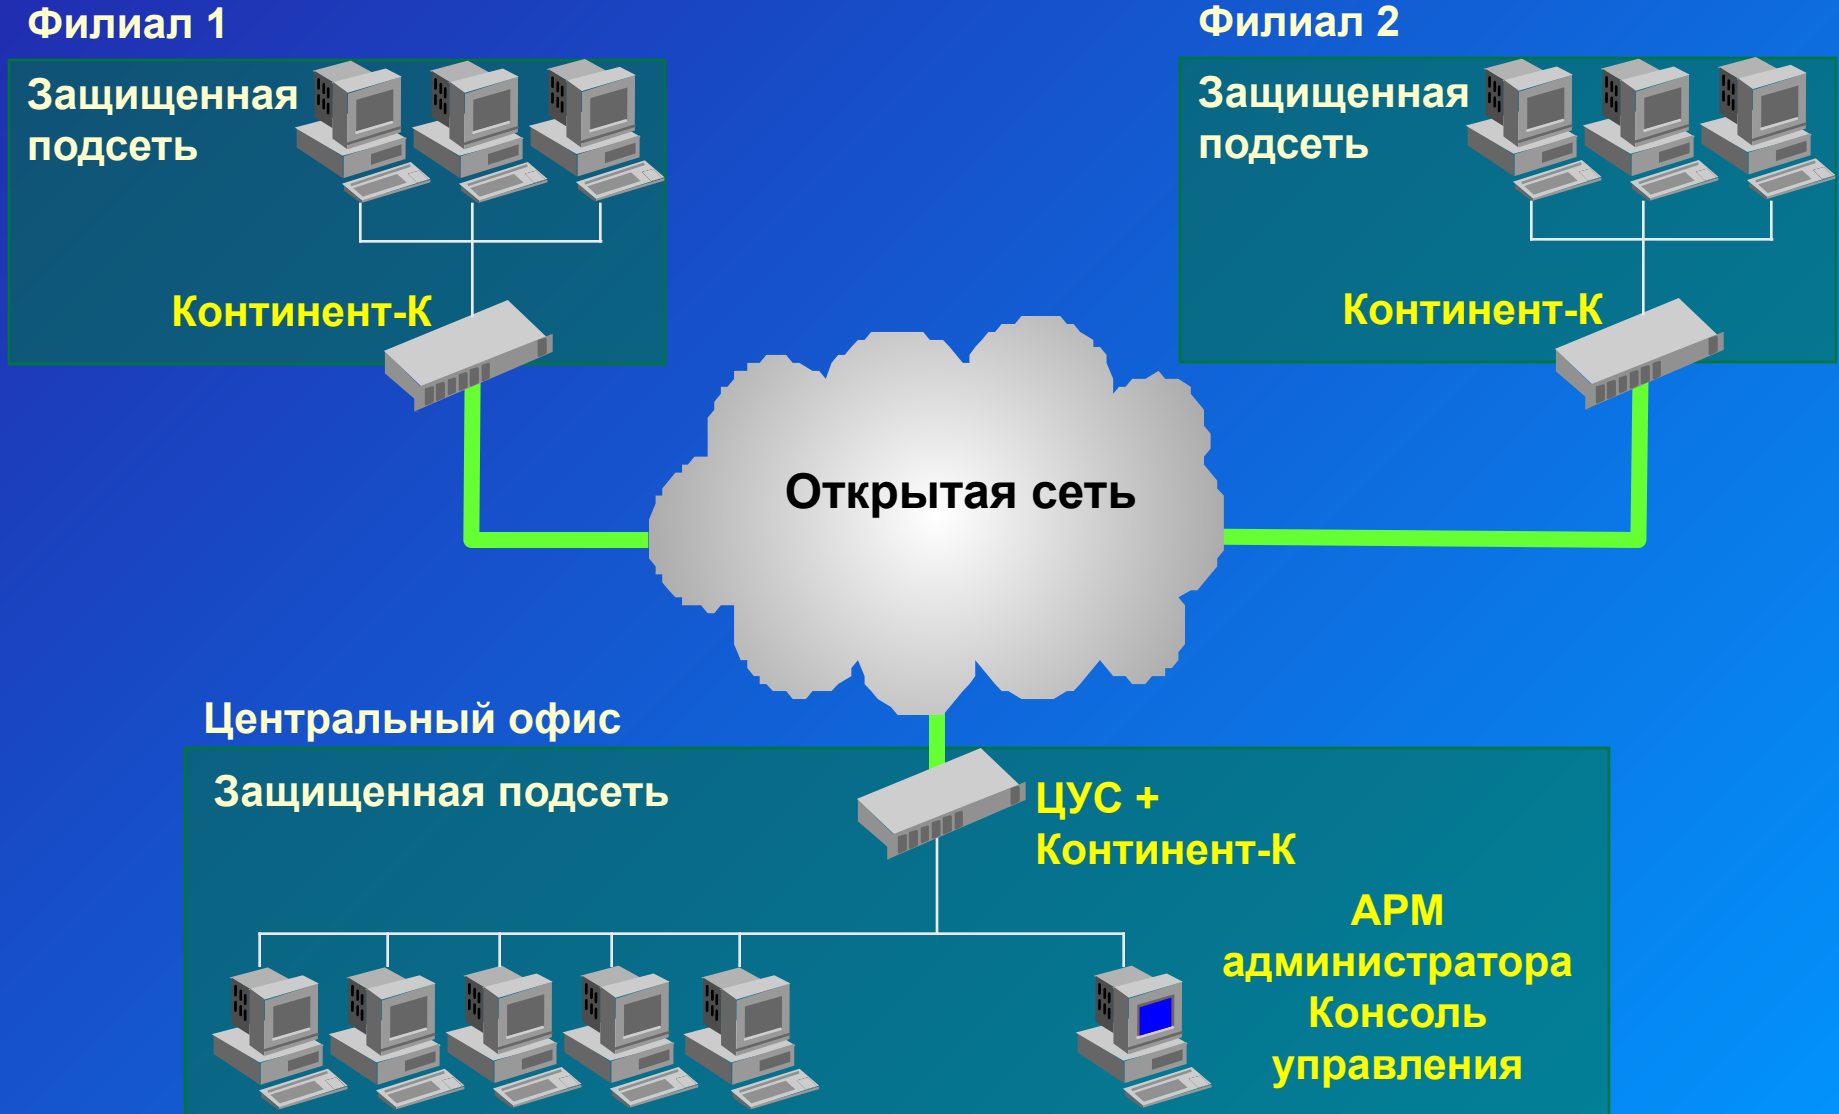 Филиал 1
Защищенная
подсеть
Континент-К
Филиал 2
Защищенная
подсеть
Континент-К
Открытая сеть
Центральный офис
Защищенная подсеть
ЦУС +
Континент-К
АРМ
администратора
Консоль
управления